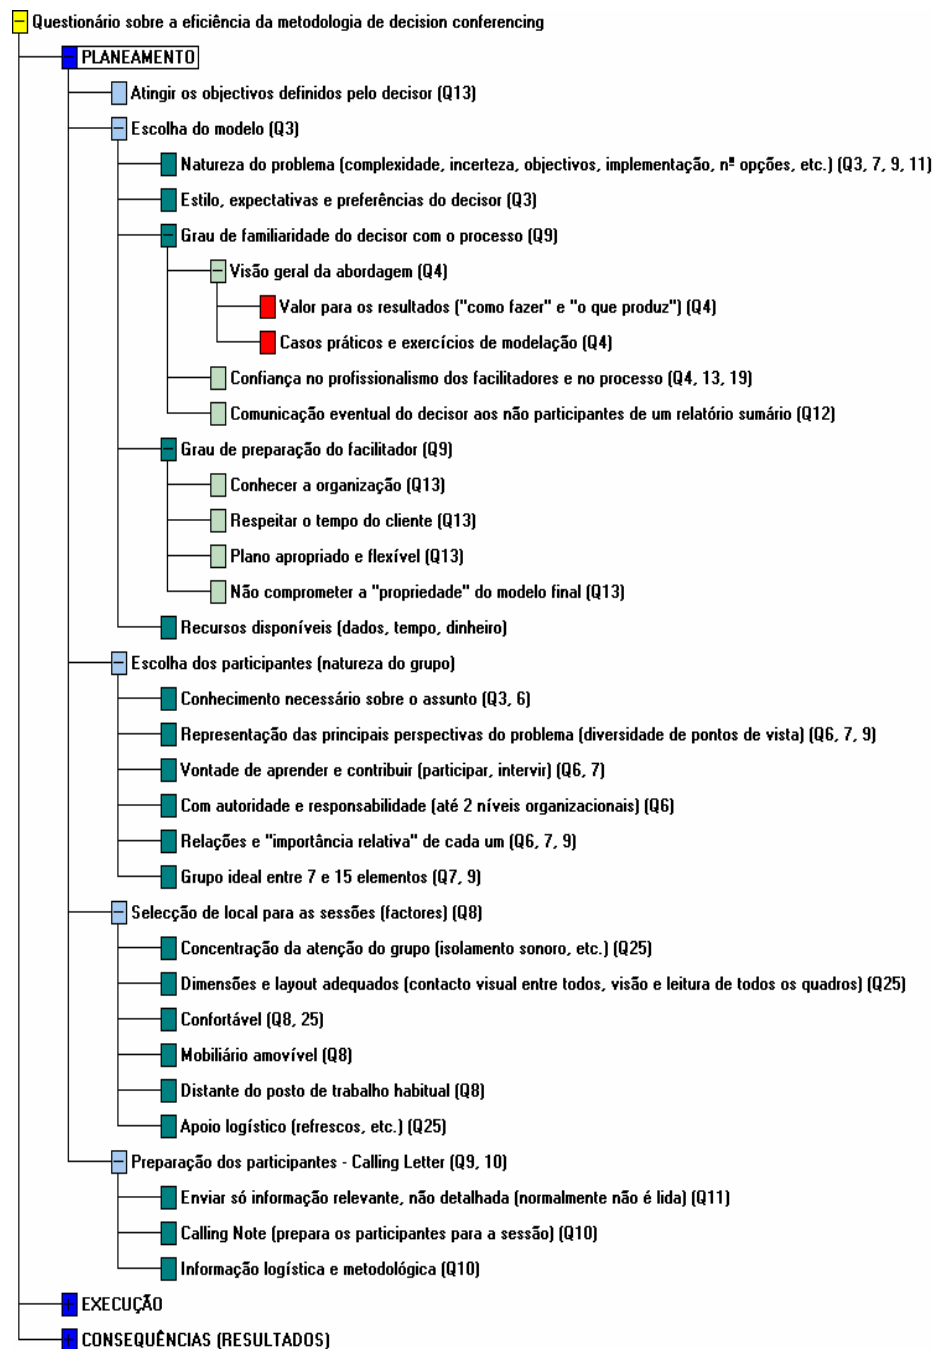 Questionário sobre a eficiência da metodologia de decision conferencing
PLANEAMENTO
Atingir os objectivos definidos pelo decisor (Q13)
Escolha do modelo (Q3)
Natureza do problema (complexidade, incerteza, objectivos, implementação, nº opções, etc.) (Q3, 7, 9, 11)
Estilo, expectativas e preferências do decisor (Q3)
Grau de familiaridade do decisor com o processo (Q9)
Visão geral da abordagem (Q4)
Valor para os resultados ("como fazer" e "o que produz") (Q4)
Casos práticos e exercícios de modelação (Q4)
Confiança no profissionalismo dos facilitadores e no processo (Q4, 13, 19)
Comunicação eventual do decisor aos não participantes de um relatório sumário (Q12)
Grau de preparação do facilitador (Q9)
Conhecer a organização (Q13)
Respeitar o tempo do cliente (Q13)
Plano apropriado e flexível (Q13)
Não comprometer a "propriedade" do modelo final (Q13)
Recursos disponíveis (dados, tempo, dinheiro)
Escolha dos participantes (natureza do grupo)
Conhecimento necessário sobre o assunto (Q3, 6)
Representação das principais perspectivas do problema (diversidade de pontos de vista) (Q6, 7, 9)
Vontade de aprender e contribuir (participar, intervir) (Q6, 7)
Com autoridade e responsabilidade (até 2 níveis organizacionais) (Q6)
Relações e "importância relativa" de cada um (Q6, 7, 9)
Grupo ideal entre 7 e 15 elementos (Q7, 9)
Selecção de local para as sessões (factores) (Q8)
Concentração da atenção do grupo (isolamento sonoro, etc.) (Q25)
Dimensões e layout adequados (contacto visual entre todos, visão e leitura de todos os quadros) (Q25)
Confortável (Q8, 25)
Mobiliário amovível (Q8)
Distante do posto de trabalho habitual (Q8)
Apoio logístico (refrescos, etc.) (Q25)
Preparação dos participantes - Calling Letter (Q9, 10)
Enviar só informação relevante, não detalhada (normalmente não é lida) (Q11)
Calling Note (prepara os participantes para a sessão) (Q10)
Informação logística e metodológica (Q10)
EXECUÇÃO
CONSEQUÊNCIAS (RESULTADOS)